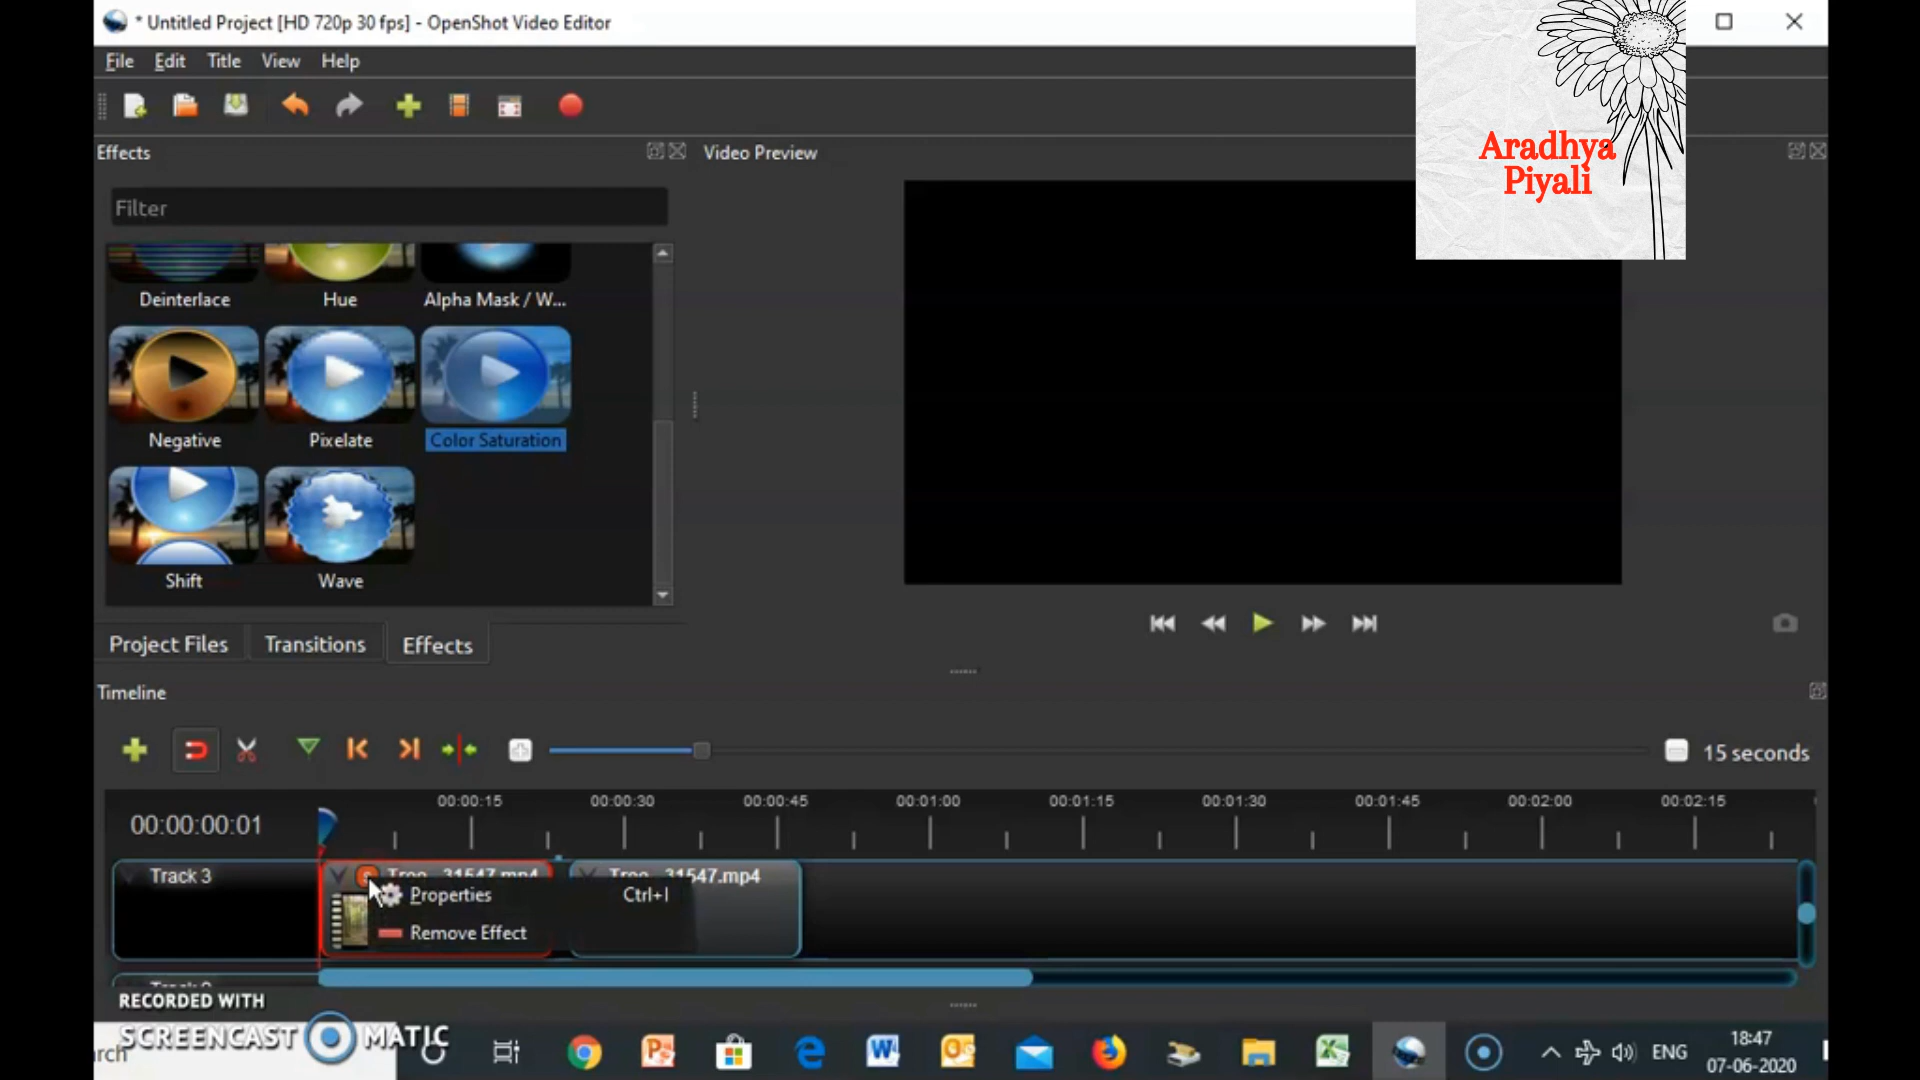 * Untitled Project [HD 720p 30 fps] - OpenShot Video Editor
File Edit Title View Help
Aradhya
Piyali
Effects
Video Preview
Filter
Deinterlace Hue Alpha Mask / W...
Negative Pixelate Color Saturation
Shift Wave
Project Files Transitions Effects
Timeline
15 seconds
00:00:15 00:00:30 00:00:45 00:01:00 00:01:15 00:01:30 00:01:45 00:02:00 00:02:15
00:00:00:01
Track 3 31547.mp4 31547.mp4
Properties Ctrl+I
Remove Effect
RECORDED WITH
SCREENCAST MATIC
arch
ENG
18:47
07-06-2020